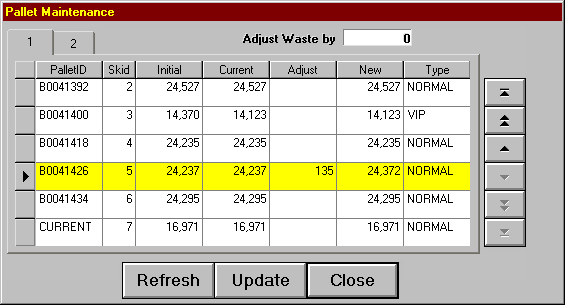 Pallet Maintenance
1 2 Adjust Waste by 0
PalletID Skid Initial Current Adjust New Type
B0041392 2 24,527 24,527 24,527 NORMAL
B0041400 3 14,370 14,123 14,123 VIP
B0041418 4 24,235 24,235 24,235 NORMAL
B0041426 5 24,237 24,237 135 24,372 NORMAL
B0041434 6 24,295 24,295 24,295 NORMAL
CURRENT 7 16,971 16,971 16,971 NORMAL
Refresh Update Close